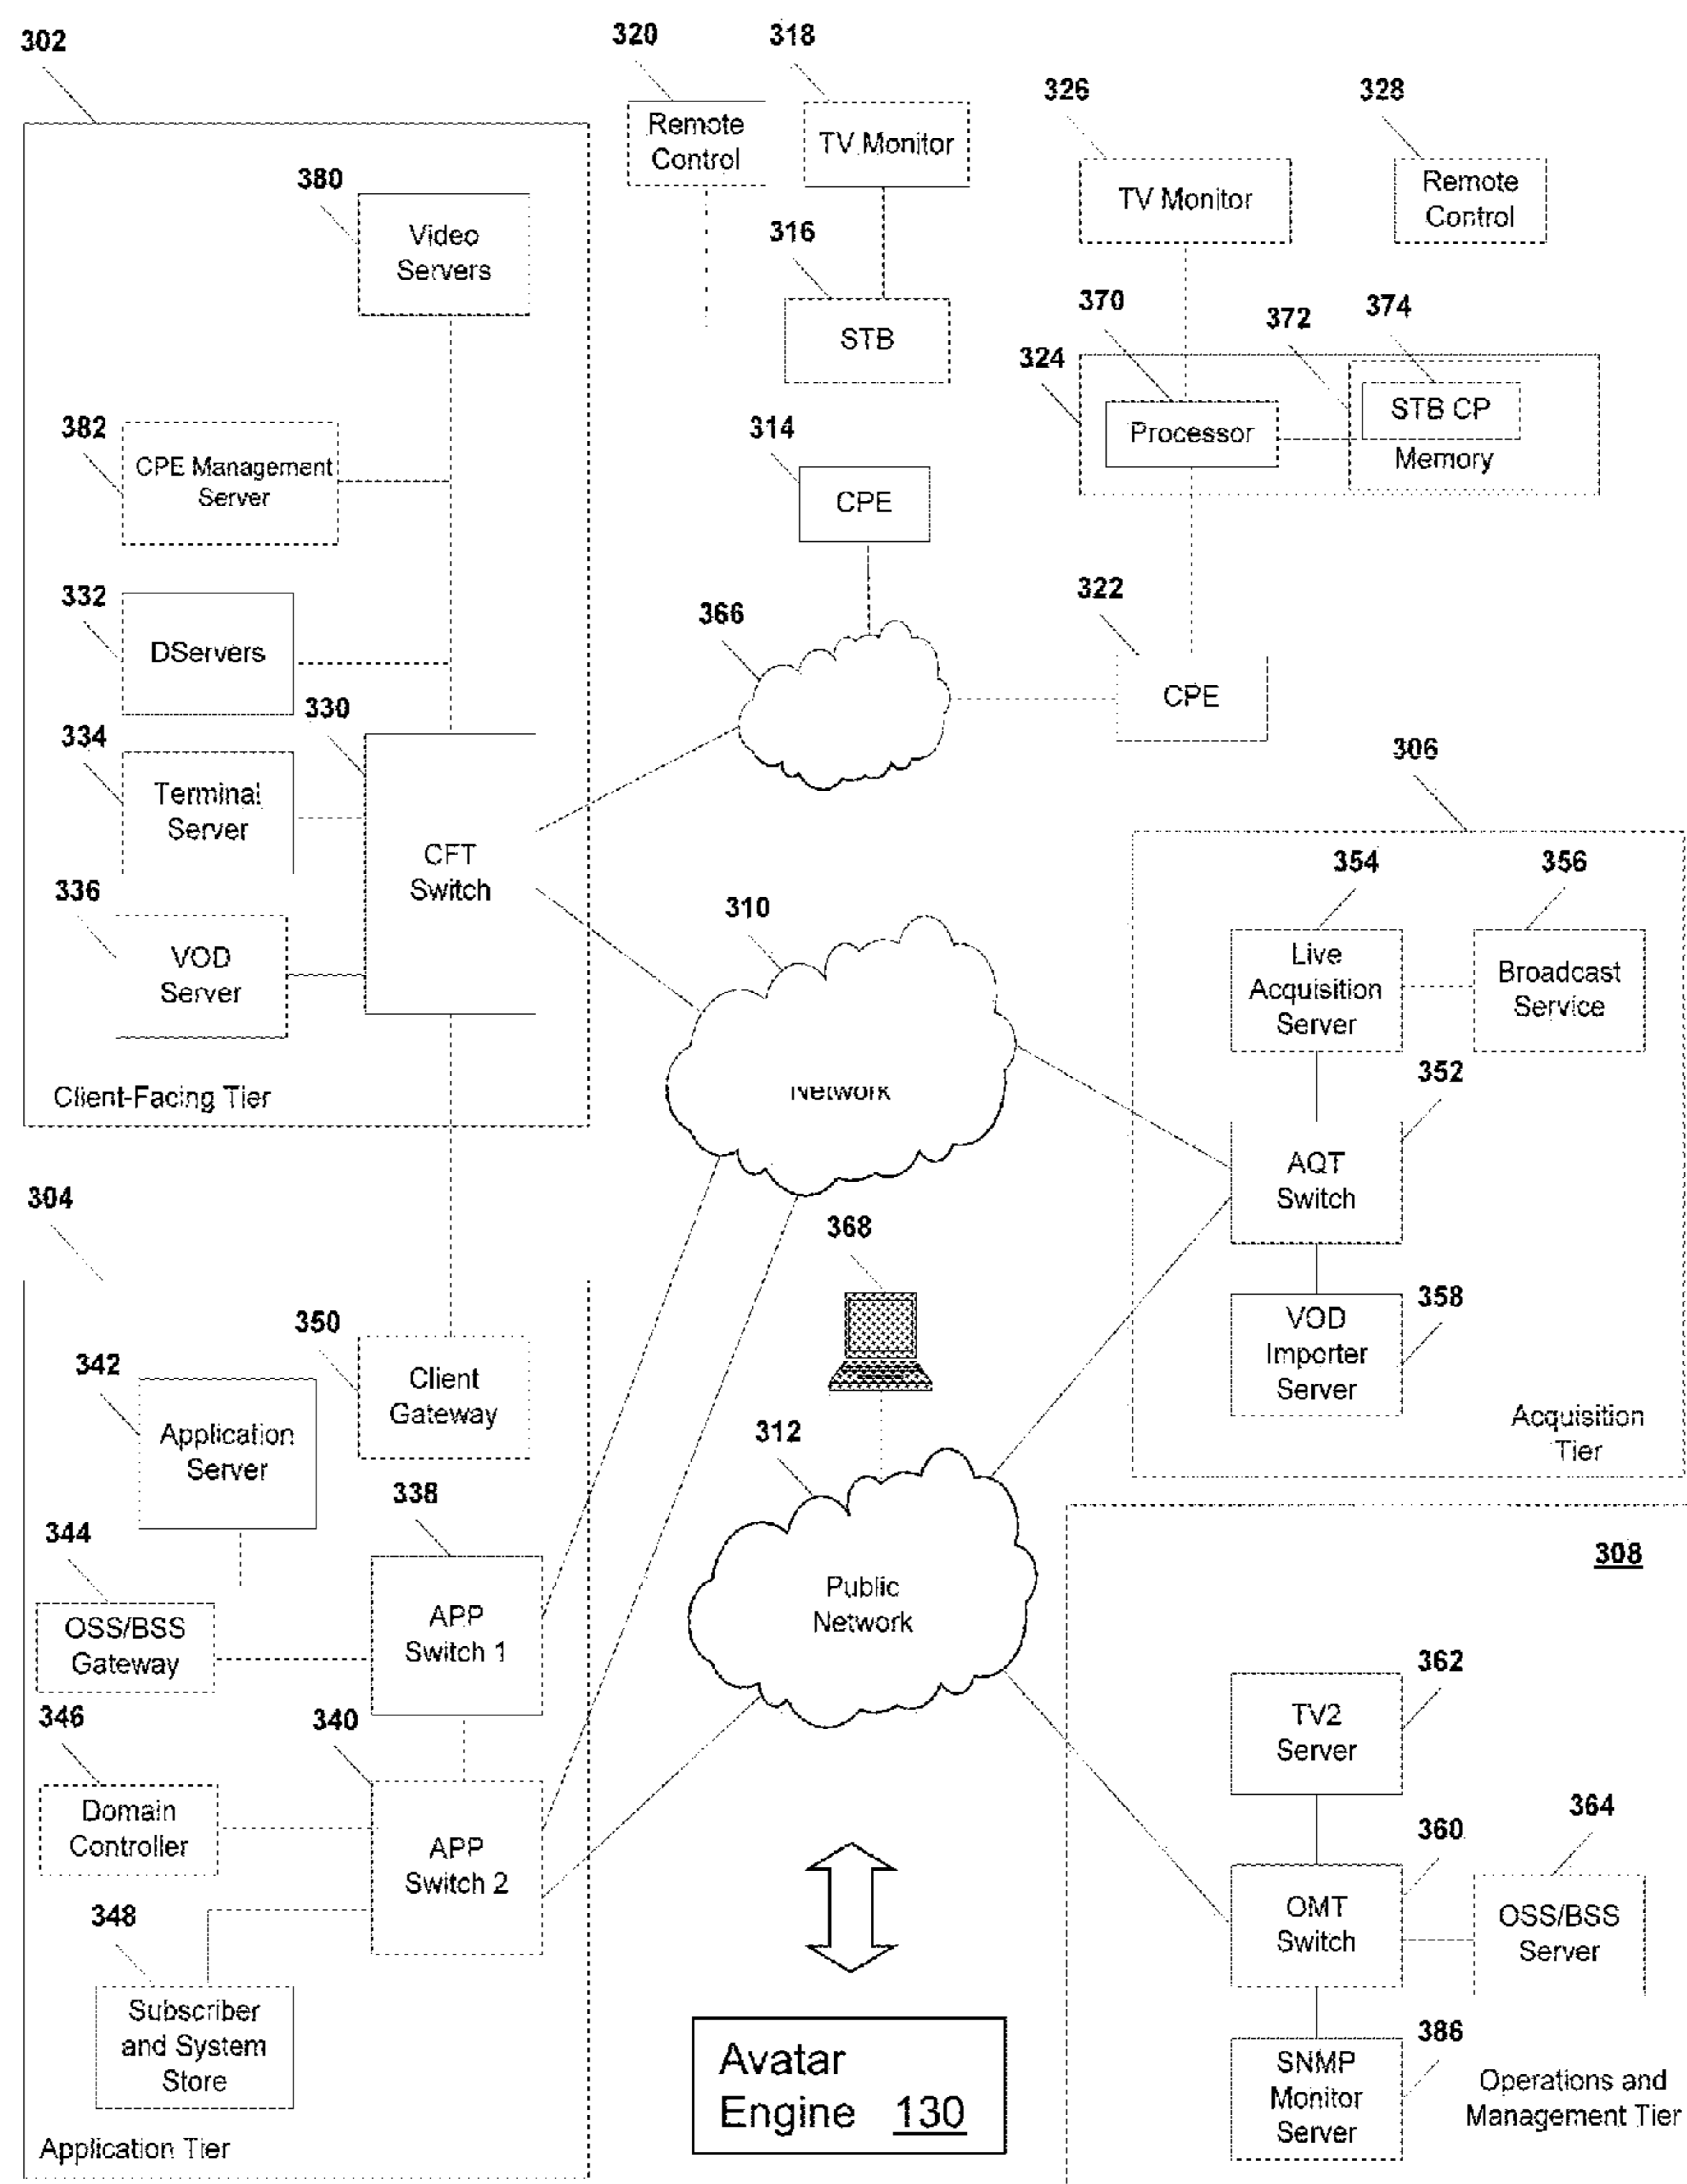 302
320
318
326
328
Remote
Control
TV Monitor
TV Monitor
Remote
Control
380
Video
Servers
316
STB
370
372
374
324
STB CP
Processor
Memory
382
CPE Management
Server
314
CPE
332
DServers
366
322
CPE
330
334
Terminal
Server
306
CFT
Switch
354
356
336
VOD
Server
310
Live
Acquisition
Server
Broadcast
Service
Network
352
Client-Facing Tier
AQT
Switch
304
368
350
Client
Gateway
358
VOD
Importer
Server
342
Application
Server
312
Acquisition
Tier
338
344
OSS/BSS
Gateway
APP
Switch 1
Public
Network
308
362
TV2
Server
346
Domain
Controller
340
APP
Switch 2
364
360
OMT
Switch
OSS/BSS
Server
348
Subscriber
and System
Store
386
SNMP
Monitor
Server
Operations and
Management Tier
Avatar
Engine 130
Application Tier